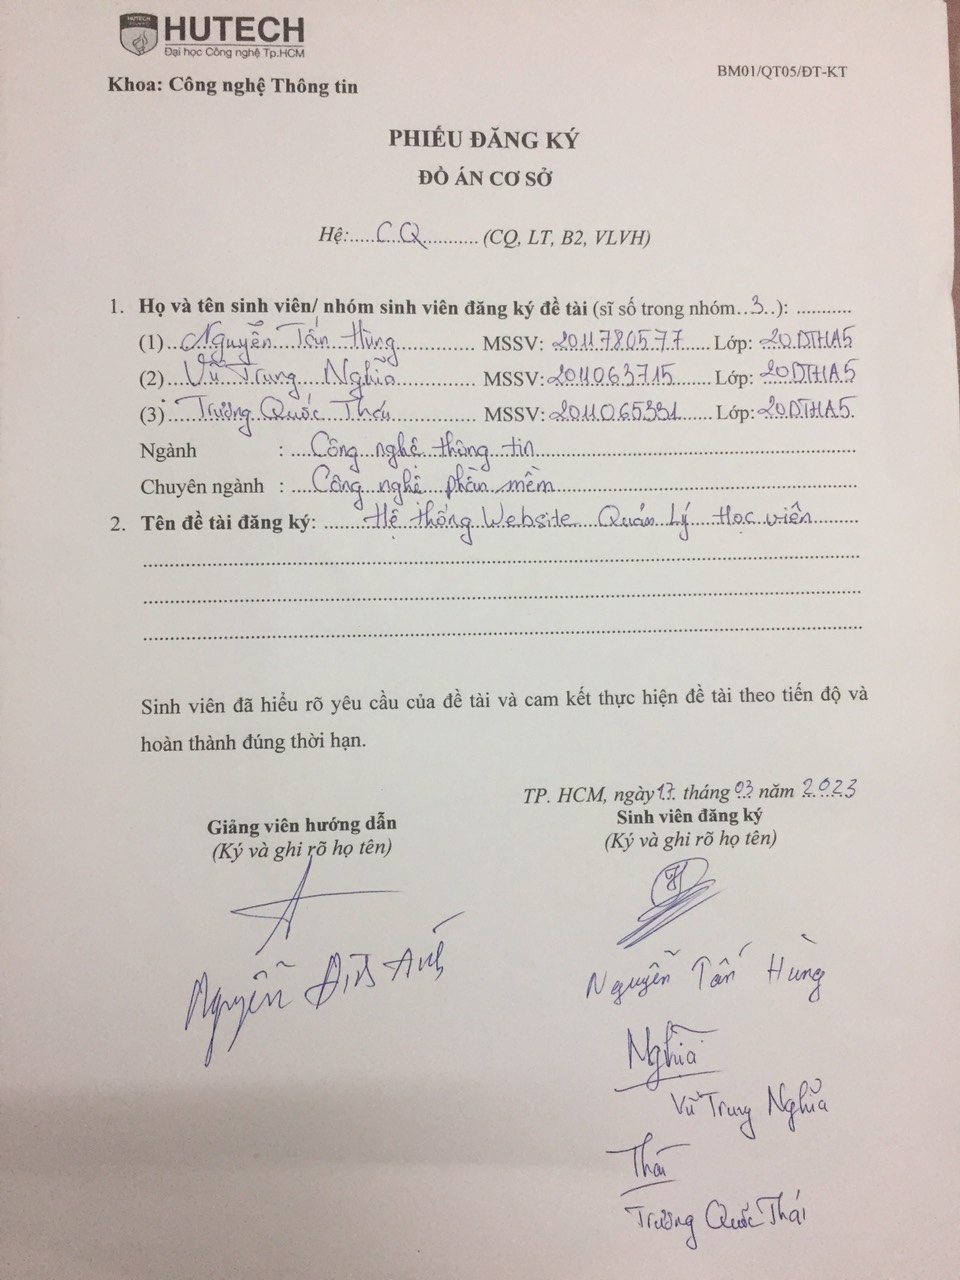 HUTECH
Đại học Công nghệ Tp.HCM
Khoa: Công nghệ Thông tin
BM01/QT05/ĐT-KT
PHIẾU ĐĂNG KÝ
ĐỒ ÁN CƠ SỞ
Hệ:.....CQ........... (CQ, LT, B2, VLVH)
1. Họ và tên sinh viên/ nhóm sinh viên đăng ký đề tài (sĩ số trong nhóm..3..): ..........
(1)..Nguyễn Tấn Hùng.............. MSSV: 2011780577..... Lớp: 20DTHA5
(2)...Vũ Trung Nghĩa.............. MSSV: 2011063715....... Lớp: 20DTHA5
(3)....Trương Quốc Thái.............. MSSV: 2011065331...... Lớp: 20DTHA5.
Ngành : ....Công nghệ thông tin
Chuyên ngành : ....Công nghệ phần mềm
2. Tên đề tài đăng ký: .......Hệ thống Website Quản Lý Học viên
Sinh viên đã hiểu rõ yêu cầu của đề tài và cam kết thực hiện đề tài theo tiến độ và
hoàn thành đúng thời hạn.
TP. HCM, ngày 17 tháng 03 năm 2023
Giảng viên hướng dẫn
(Ký và ghi rõ họ tên)
Sinh viên đăng ký
(Ký và ghi rõ họ tên)
Nguyễn Đình Ánh
Nguyễn Tấn Hùng
Nghĩa
Vũ Trung Nghĩa
Thái
Trương Quốc Thái